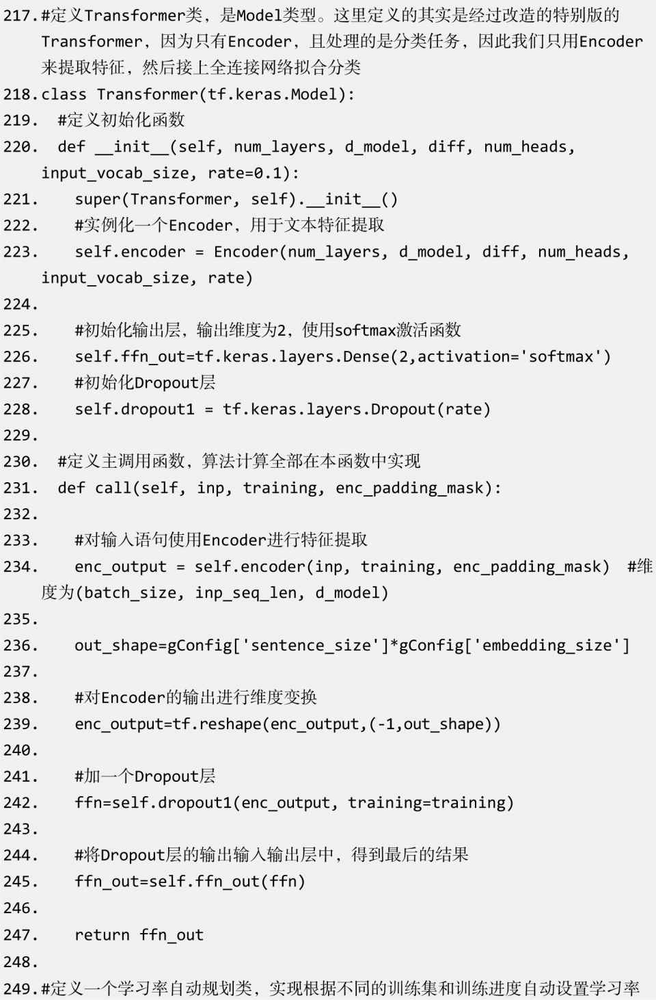 217.#定义Transformer类，是Model类型。这里定义的其实是经过改造的特别版的
Transformer，因为只有Encoder，且处理的是分类任务，因此我们只用Encoder
来提取特征，然后接上全连接网络拟合分类
218.class Transformer(tf.keras.Model):
219.  #定义初始化函数
220.  def __init__(self, num_layers, d_model, diff, num_heads,
input_vocab_size, rate=0.1):
221.    super(Transformer, self).__init__()
222.    #实例化一个Encoder，用于文本特征提取
223.    self.encoder = Encoder(num_layers, d_model, diff, num_heads,
input_vocab_size, rate)
224.
225.    #初始化输出层，输出维度为2，使用softmax激活函数
226.    self.ffn_out=tf.keras.layers.Dense(2,activation='softmax')
227.    #初始化Dropout层
228.    self.dropout1 = tf.keras.layers.Dropout(rate)
229.
230.  #定义主调用函数，算法计算全部在本函数中实现
231.  def call(self, inp, training, enc_padding_mask):
232.
233.    #对输入语句使用Encoder进行特征提取
234.    enc_output = self.encoder(inp, training, enc_padding_mask)  #维
度为(batch_size, inp_seq_len, d_model)
235.
236.    out_shape=gConfig['sentence_size']*gConfig['embedding_size']
237.
238.    #对Encoder的输出进行维度变换
239.    enc_output=tf.reshape(enc_output,(-1,out_shape))
240.
241.    #加一个Dropout层
242.    ffn=self.dropout1(enc_output, training=training)
243.
244.    #将Dropout层的输出输入输出层中，得到最后的结果
245.    ffn_out=self.ffn_out(ffn)
246.
247.    return ffn_out
248.
249.#定义一个学习率自动规划类，实现根据不同的训练集和训练进度自动设置学习率